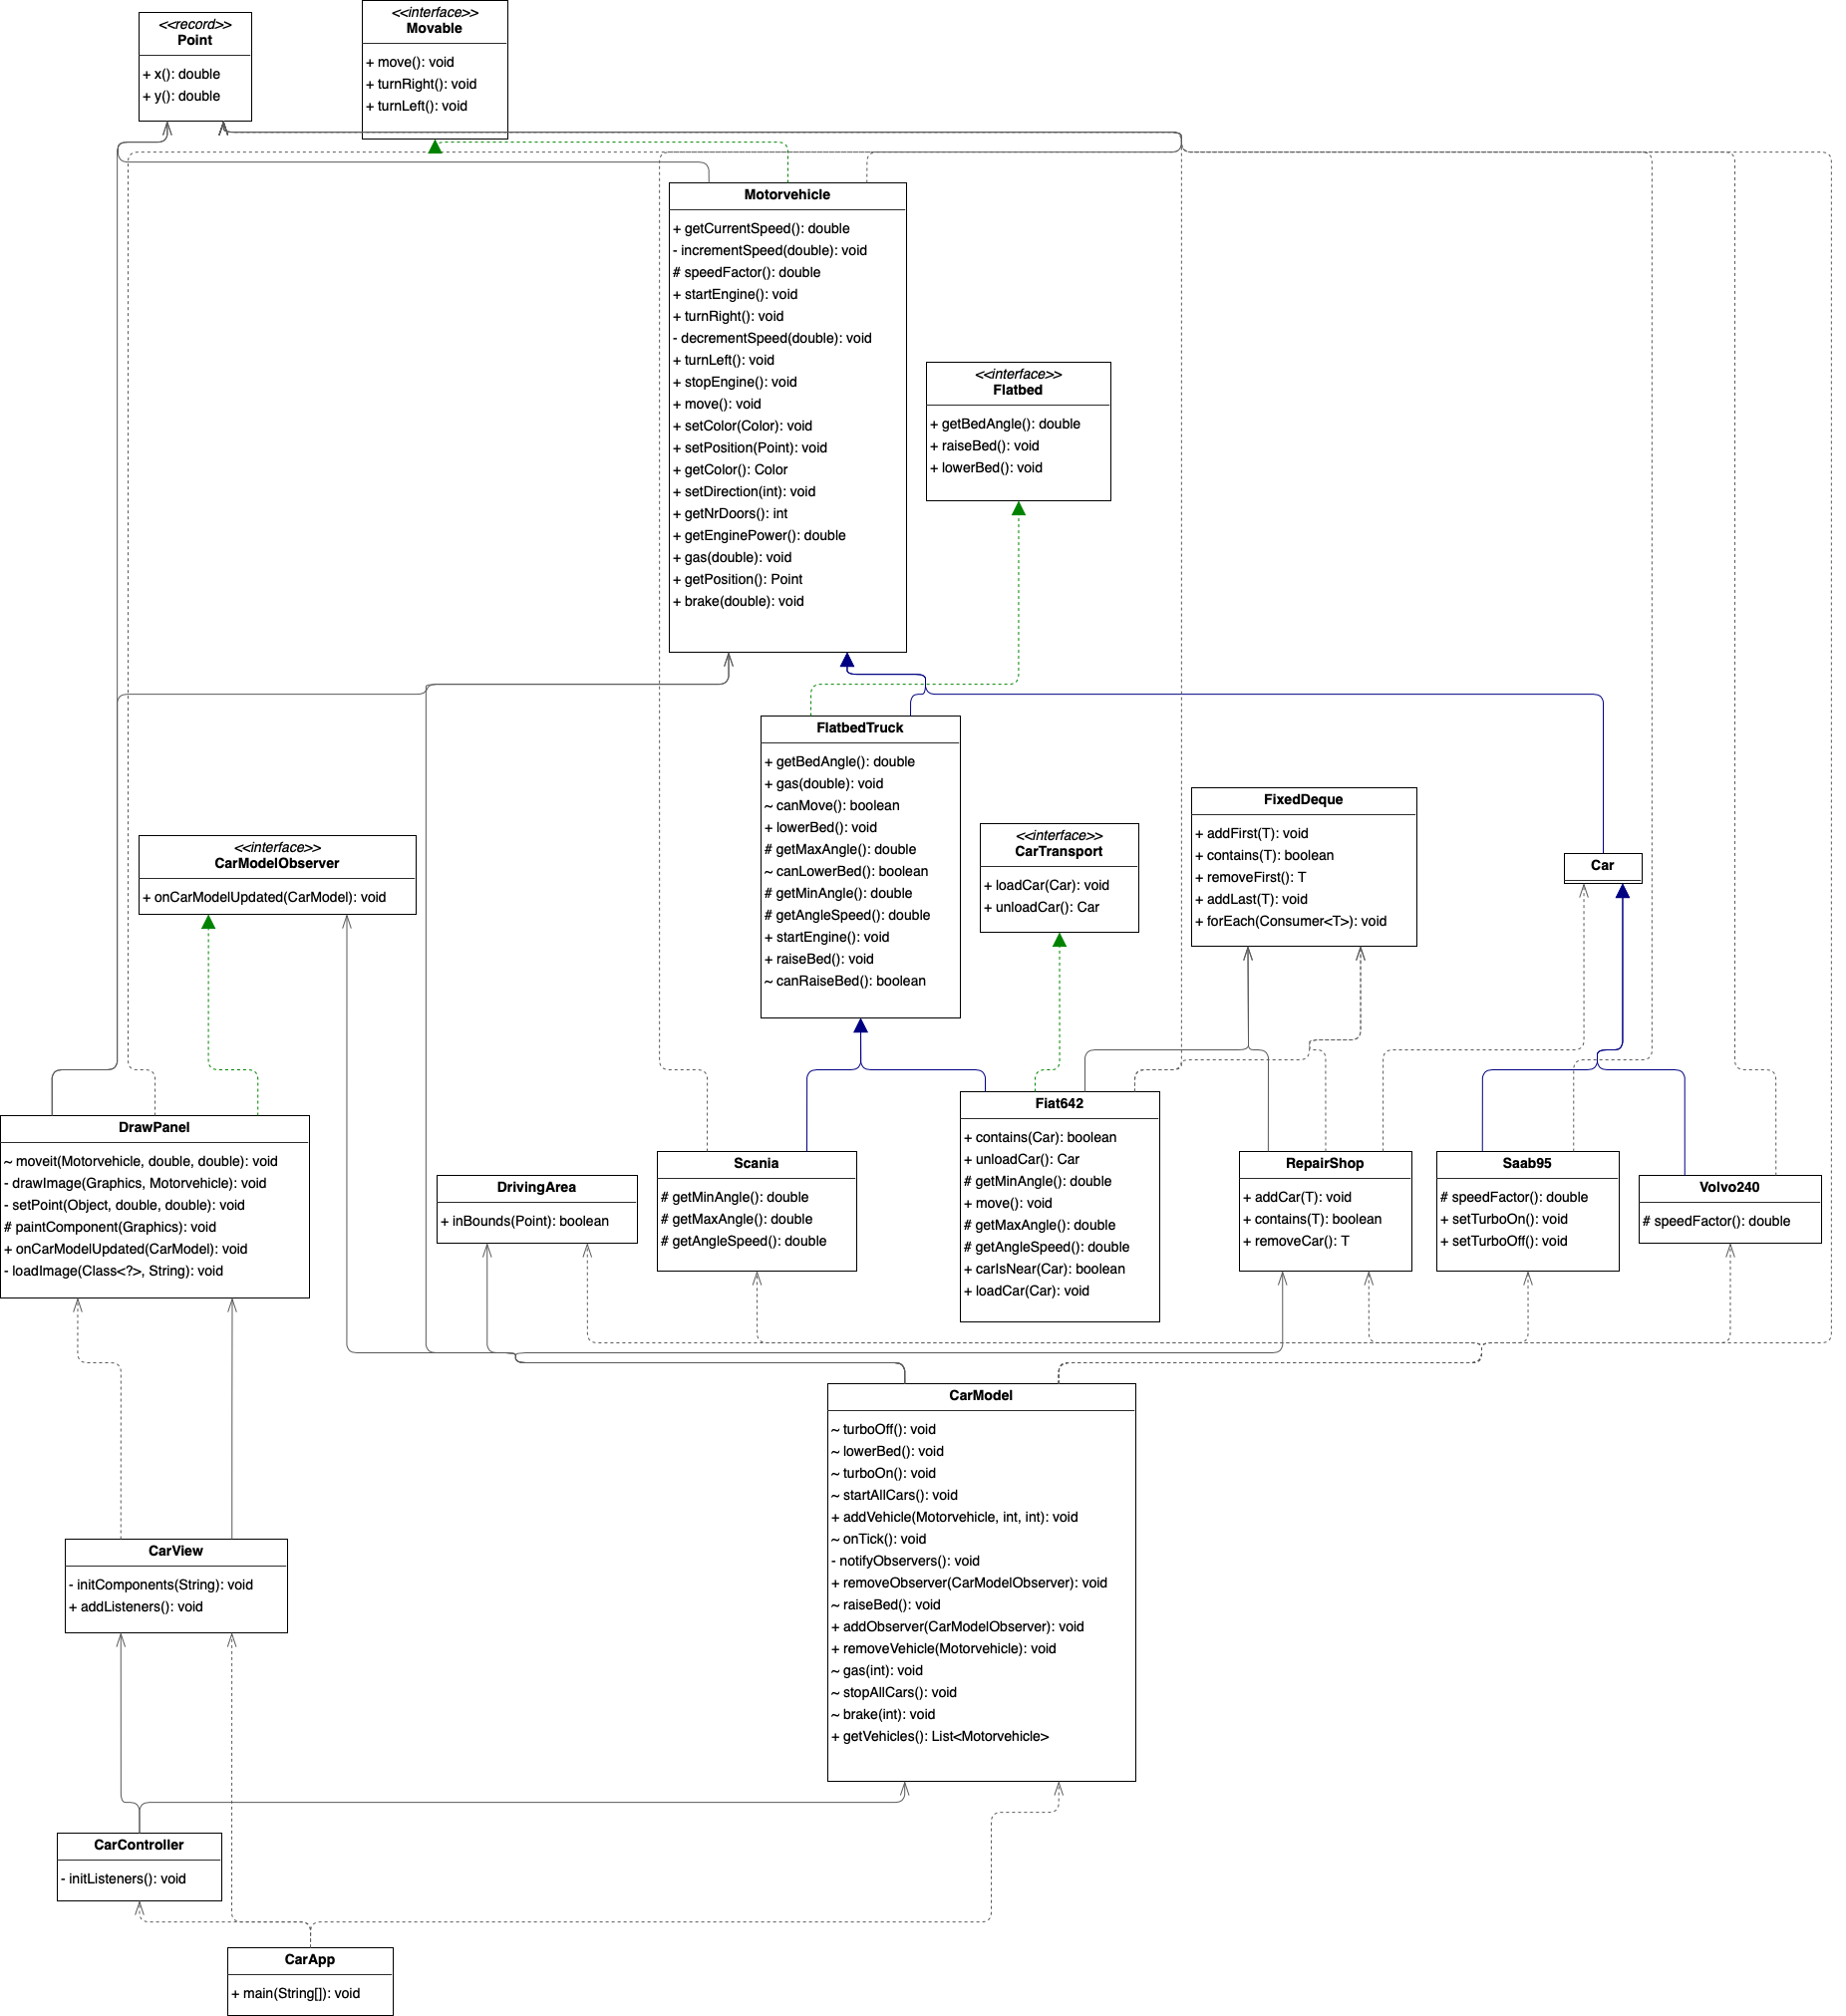 <<record>>
Point
+ x(): double
+ y(): double
<<interface>>
Movable
+ move(): void
+ turnRight(): void
+ turnLeft(): void
Motorvehicle
+ getCurrentSpeed(): double
- incrementSpeed(double): void
# speedFactor(): double
+ startEngine(): void
+ turnRight(): void
- decrementSpeed(double): void
+ turnLeft(): void
+ stopEngine(): void
+ move(): void
+ setColor(Color): void
+ setPosition(Point): void
+ getColor(): Color
+ setDirection(int): void
+ getNrDoors(): int
+ getEnginePower(): double
+ gas(double): void
+ getPosition(): Point
+ brake(double): void
<<interface>>
Flatbed
+ getBedAngle(): double
+ raiseBed(): void
+ lowerBed(): void
FlatbedTruck
+ getBedAngle(): double
+ gas(double): void
~ canMove(): boolean
+ lowerBed(): void
# getMaxAngle(): double
~ canLowerBed(): boolean
# getMinAngle(): double
# getAngleSpeed(): double
+ startEngine(): void
+ raiseBed(): void
~ canRaiseBed(): boolean
<<interface>>
CarModelObserver
+ onCarModelUpdated(CarModel): void
<<interface>>
CarTransport
+ loadCar(Car): void
+ unloadCar(): Car
FixedDeque
+ addFirst(T): void
+ contains(T): boolean
+ removeFirst(): T
+ addLast(T): void
+ forEach(Consumer<T>): void
Car
DrawPanel
~ moveit(Motorvehicle, double, double): void
- drawImage(Graphics, Motorvehicle): void
- setPoint(Object, double, double): void
# paintComponent(Graphics): void
+ onCarModelUpdated(CarModel): void
- loadImage(Class<?>, String): void
DrivingArea
+ inBounds(Point): boolean
Scania
# getMinAngle(): double
# getMaxAngle(): double
# getAngleSpeed(): double
Fiat642
+ contains(Car): boolean
+ unloadCar(): Car
# getMinAngle(): double
+ move(): void
# getMaxAngle(): double
# getAngleSpeed(): double
+ carIsNear(Car): boolean
+ loadCar(Car): void
RepairShop
+ addCar(T): void
+ contains(T): boolean
+ removeCar(): T
Saab95
# speedFactor(): double
+ setTurboOn(): void
+ setTurboOff(): void
Volvo240
# speedFactor(): double
CarModel
~ turboOff(): void
~ lowerBed(): void
~ turboOn(): void
~ startAllCars(): void
+ addVehicle(Motorvehicle, int, int): void
~ onTick(): void
- notifyObservers(): void
+ removeObserver(CarModelObserver): void
~ raiseBed(): void
+ addObserver(CarModelObserver): void
+ removeVehicle(Motorvehicle): void
~ gas(int): void
~ stopAllCars(): void
~ brake(int): void
+ getVehicles(): List<Motorvehicle>
CarView
- initComponents(String): void
+ addListeners(): void
CarController
- initListeners(): void
CarApp
+ main(String[]): void